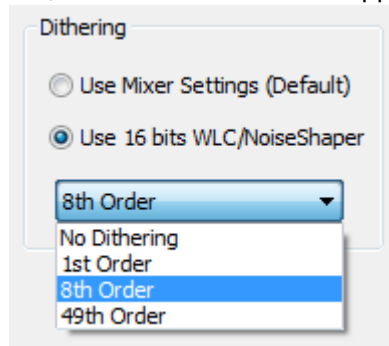 Dithering
Use Mixer Settings (Default)
Use 16 bits WLC/NoiseShaper
8th Order
No Dithering
1st Order
8th Order
49th Order